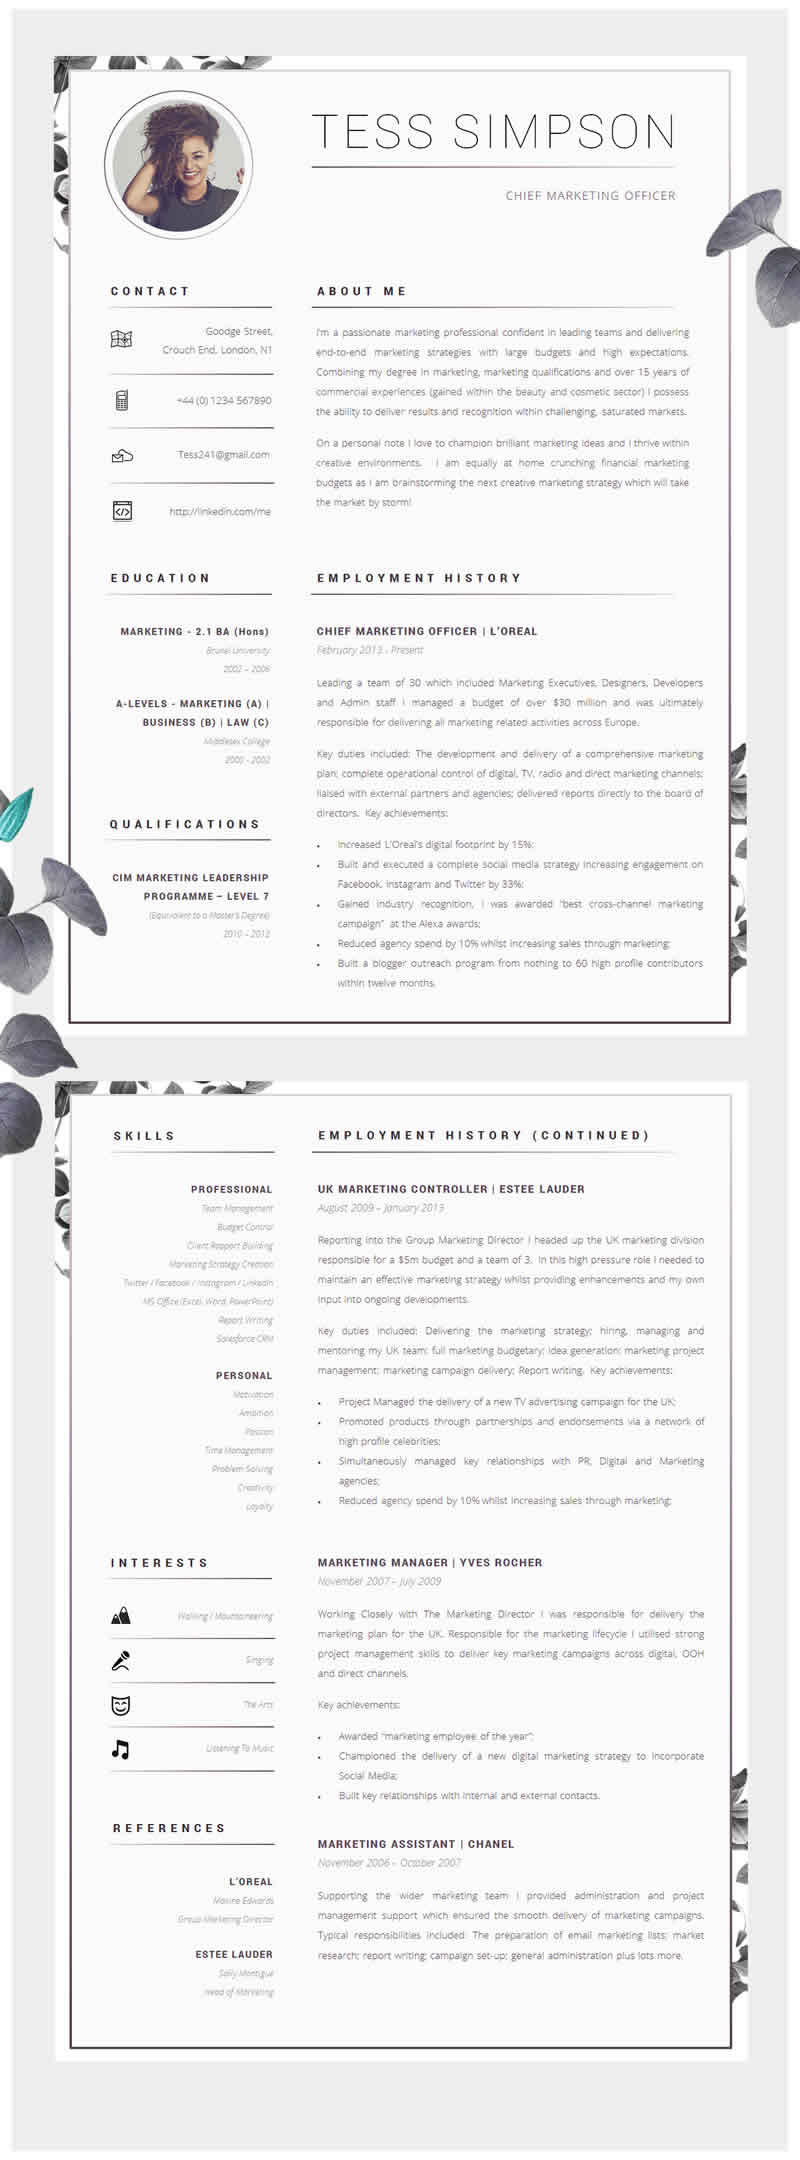 TESS SIMPSON
CHIEF MARKETING OFFICER
CONTACT
Goodge Street,
Crouch End, London, N1
+44 (0) 1234 567890
Tess241@gmail.com
http://linkedin.com/me
EDUCATION
MARKETING - 2.1 BA (Hons)
Brunel University
2002 – 2006
A-LEVELS - MARKETING (A) |
BUSINESS (B) | LAW (C)
Middlesex College
2000 - 2002
QUALIFICATIONS
CIM MARKETING LEADERSHIP
PROGRAMME – LEVEL 7
(Equivalent to a Master's Degree)
2010 – 2012
ABOUT ME
I'm a passionate marketing professional confident in leading teams and delivering
end-to-end marketing strategies with large budgets and high expectations.
Combining my degree in marketing, marketing qualifications and over 15 years of
commercial experiences (gained within the beauty and cosmetic sector) I possess
the ability to deliver results and recognition within challenging, saturated markets.
On a personal note I love to champion brilliant marketing ideas and I thrive within
creative environments. I am equally at home crunching financial marketing
budgets as I am brainstorming the next creative marketing strategy which will take
the market by storm!
EMPLOYMENT HISTORY
CHIEF MARKETING OFFICER | L'OREAL
February 2013 - Present
Leading a team of 30 which included Marketing Executives, Designers, Developers
and Admin staff I managed a budget of over $30 million and was ultimately
responsible for delivering all marketing related activities across Europe.
Key duties included: The development and delivery of a comprehensive marketing
plan; complete operational control of digital, TV, radio and direct marketing channels;
liaised with external partners and agencies; delivered reports directly to the board of
directors. Key achievements:
• Increased L'Oreal's digital footprint by 15%;
• Built and executed a complete social media strategy increasing engagement on
Facebook, Instagram and Twitter by 33%;
• Gained industry recognition, I was awarded "best cross-channel marketing
campaign" at the Alexa awards;
• Reduced agency spend by 10% whilst increasing sales through marketing;
• Built a blogger outreach program from nothing to 60 high profile contributors
within twelve months.
SKILLS
PROFESSIONAL
Team Management
Budget Control
Client Rapport Building
Marketing Strategy Creation
Twitter / Facebook / Instagram / LinkedIn
MS Office (Excel, Word, PowerPoint)
Report Writing
Salesforce CRM
PERSONAL
Motivation
Ambition
Passion
Time Management
Problem Solving
Creativity
Loyalty
INTERESTS
Walking / Mountaineering
Singing
The Arts
Listening To Music
REFERENCES
L'OREAL
Maxine Edwards
Group Marketing Director
ESTEE LAUDER
Sally Montigue
Head of Marketing
EMPLOYMENT HISTORY (CONTINUED)
UK MARKETING CONTROLLER | ESTEE LAUDER
August 2009 – January 2013
Reporting into the Group Marketing Director I headed up the UK marketing division
responsible for a $5m budget and a team of 3. In this high pressure role I needed to
maintain an effective marketing strategy whilst providing enhancements and my own
input into ongoing developments.
Key duties included: Delivering the marketing strategy; hiring, managing and
mentoring my UK team; full marketing budgetary; idea generation; marketing project
management; marketing campaign delivery; Report writing. Key achievements:
• Project Managed the delivery of a new TV advertising campaign for the UK;
• Promoted products through partnerships and endorsements via a network of
high profile celebrities;
• Simultaneously managed key relationships with PR, Digital and Marketing
agencies;
• Reduced agency spend by 10% whilst increasing sales through marketing;
MARKETING MANAGER | YVES ROCHER
November 2007 – July 2009
Working Closely with The Marketing Director I was responsible for delivery the
marketing plan for the UK. Responsible for the marketing lifecycle I utilised strong
project management skills to deliver key marketing campaigns across digital, OOH
and direct channels.
Key achievements:
• Awarded "marketing employee of the year";
• Championed the delivery of a new digital marketing strategy to incorporate
Social Media;
• Built key relationships with internal and external contacts.
MARKETING ASSISTANT | CHANEL
November 2006 – October 2007
Supporting the wider marketing team I provided administration and project
management support which ensured the smooth delivery of marketing campaigns.
Typical responsibilities included: The preparation of email marketing lists; market
research; report writing; campaign set-up; general administration plus lots more.